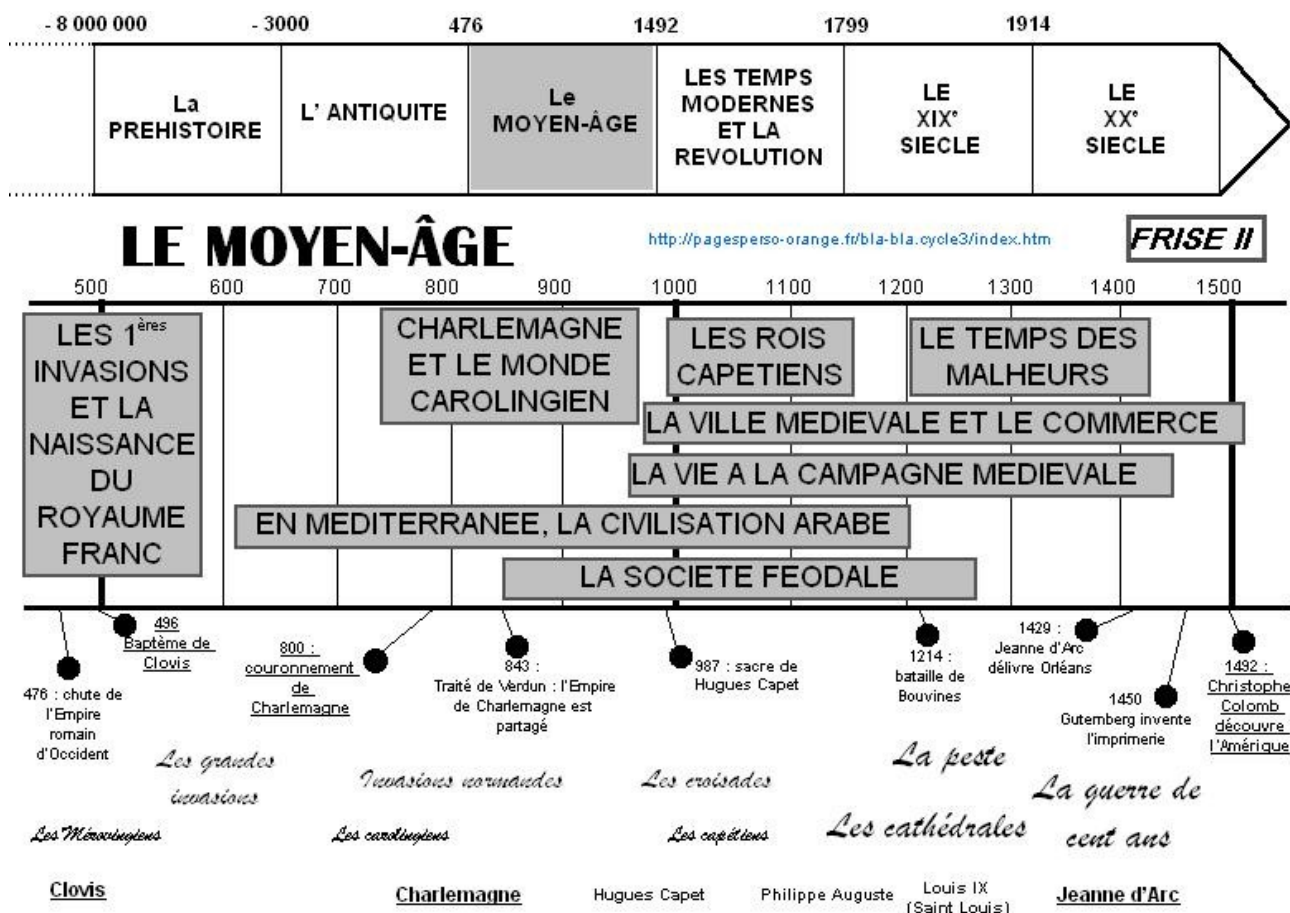 - 8 000 000 - 3000 476 1492 1799 1914
La
PREHISTOIRE
L' ANTIQUITE
Le
MOYEN-ÂGE
LES TEMPS
MODERNES
ET LA
REVOLUTION
LE
XIXe
SIECLE
LE
XXe
SIECLE
LE MOYEN-ÂGE
http://pagesperso-orange.fr/bla-bla.cycle3/index.htm
FRISE II
500 600 700 800 900 1000 1100 1200 1300 1400 1500
LES 1ères
INVASIONS
ET LA
NAISSANCE
DU
ROYAUME
FRANC
CHARLEMAGNE
ET LE MONDE
CAROLINGIEN
LES ROIS
CAPETIENS
LE TEMPS DES
MALHEURS
LA VILLE MEDIEVALE ET LE COMMERCE
LA VIE A LA CAMPAGNE MEDIEVALE
EN MEDITERRANEE, LA CIVILISATION ARABE
LA SOCIETE FEODALE
476 : chute de
l'Empire
romain
d'Occident
496
Baptème de
Clovis
800 :
couronnement
de
Charlemagne
843 :
Traité de Verdun : l'Empire
de Charlemagne est
partagé
987 : sacre de
Hugues Capet
1214 :
bataille de
Bouvines
1429 :
Jeanne d'Arc
délivre Orléans
1450
Gutemberg invente
l'imprimerie
1492 :
Christophe
Colomb
découvre
l'Amérique
Les grandes
invasions
Invasions normandes
Les croisades
La peste
La guerre de
cent ans
Les Mérovingiens
Les carolingiens
Les capétiens
Les cathédrales
Clovis
Charlemagne
Hugues Capet
Philippe Auguste
Louis IX
(Saint Louis)
Jeanne d'Arc